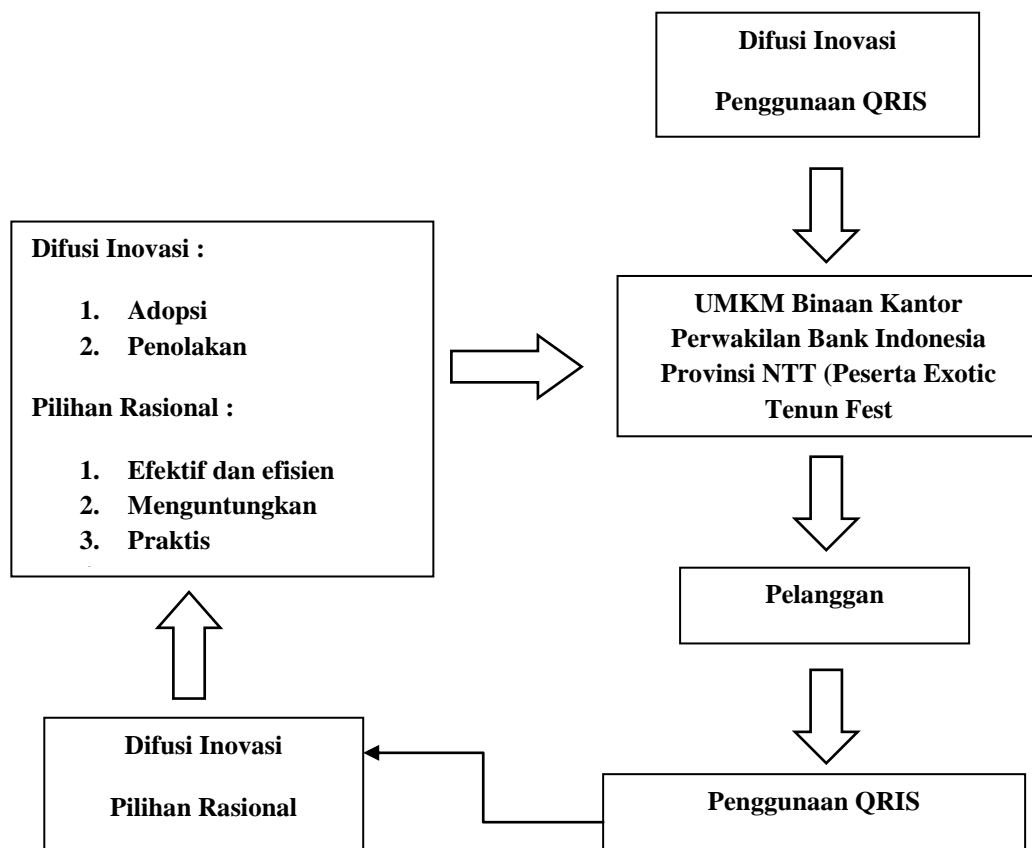 Difusi Inovasi
Penggunaan QRIS
Difusi Inovasi :
1. Adopsi
2. Penolakan
Pilihan Rasional :
1. Efektif dan efisien
2. Menguntungkan
3. Praktis
UMKM Binaan Kantor
Perwakilan Bank Indonesia
Provinsi NTT (Peserta Exotic
Tenun Fest
Pelanggan
Penggunaan QRIS
Difusi Inovasi
Pilihan Rasional